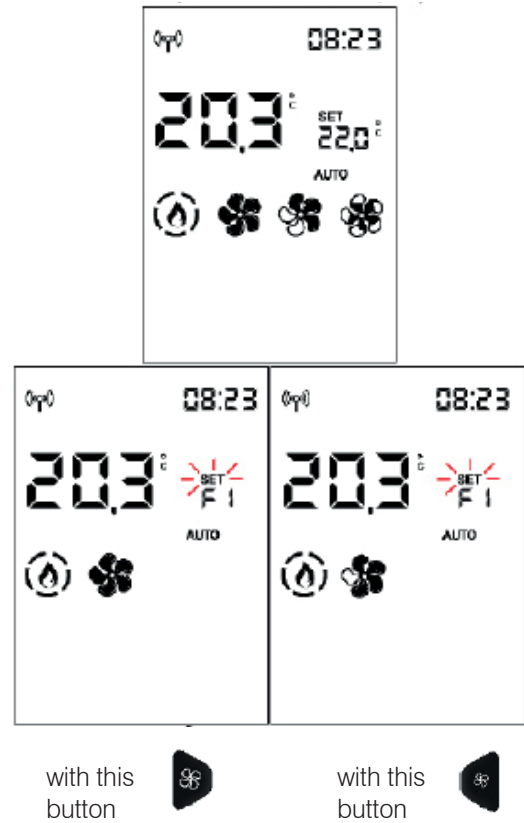 08:23
20,3 °C
SET
22,0 °C
AUTO
08:23
20,3 °C
SET
F1
AUTO
08:23
20,3 °C
SET
F1
AUTO
with this
button
with this
button